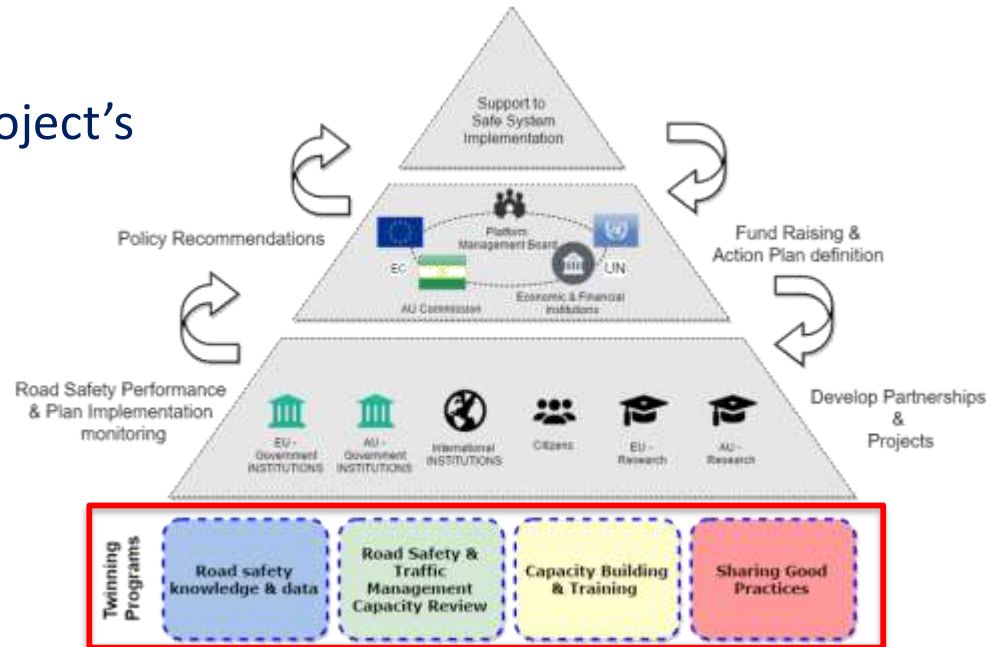 oject's
Support to
Safe System
Implementation
Policy Recommendations
Fund Raising &
Action Plan definition
Platform
Management Board
EC
UN
AU Commission
Economic & Financial
Institutions
Road Safety Performance
& Plan Implementation
monitoring
Develop Partnerships
&
Projects
EU -
Government
INSTITUTIONS
AU -
Government
INSTITUTIONS
International
INSTITUTIONS
Citizens
EU -
Research
AU -
Research
Twinning
Programs
Road safety
knowledge & data
Road Safety &
Traffic
Management
Capacity Review
Capacity Building
& Training
Sharing Good
Practices